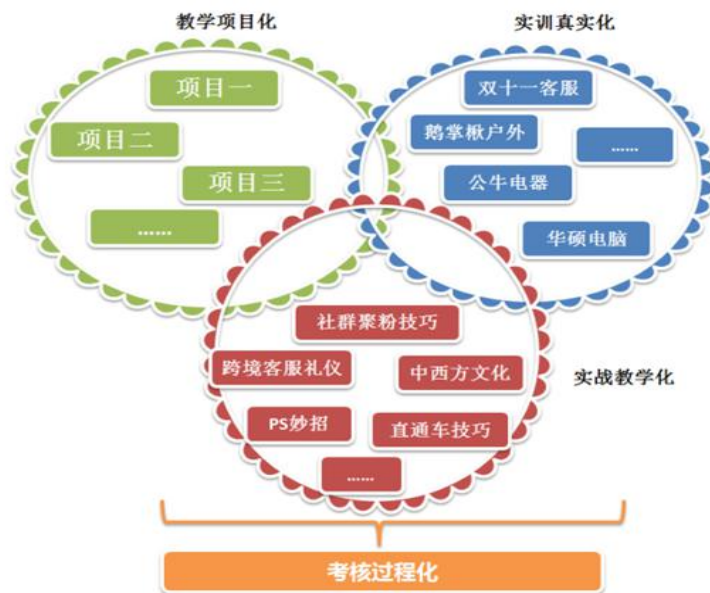 教学项目化
实训真实化
项目一
项目二
项目三
……
双十一客服
鹅掌楸户外
……
公牛电器
华硕电脑
社群聚粉技巧
跨境客服礼仪
中西方文化
实战教学化
PS妙招
直通车技巧
……
考核过程化